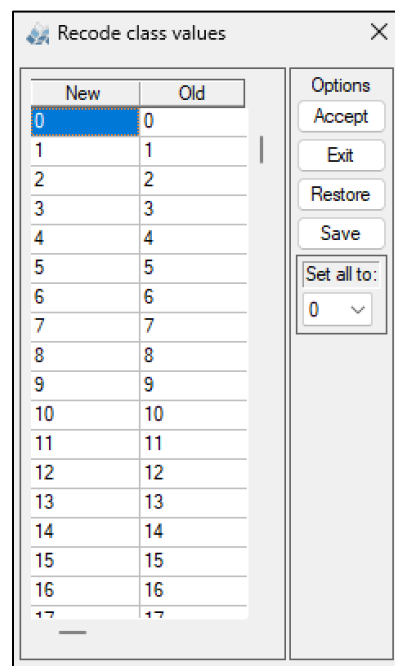 Recode class values
New Old
0 0
1 1
2 2
3 3
4 4
5 5
6 6
7 7
8 8
9 9
10 10
11 11
12 12
13 13
14 14
15 15
16 16
17 17
Options
Accept
Exit
Restore
Save
Set all to:
0